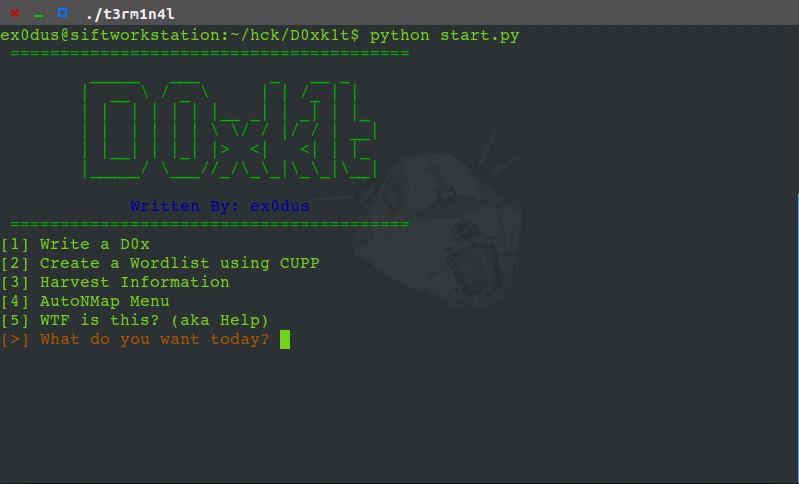 ./t3rm1n4l
ex0dus@siftworkstation:~/hck/D0xk1t$ python start.py
========================================
D0xk1t
Written By: ex0dus
========================================
[1] Write a D0x
[2] Create a Wordlist using CUPP
[3] Harvest Information
[4] AutoNMap Menu
[5] WTF is this? (aka Help)
[>] What do you want today?